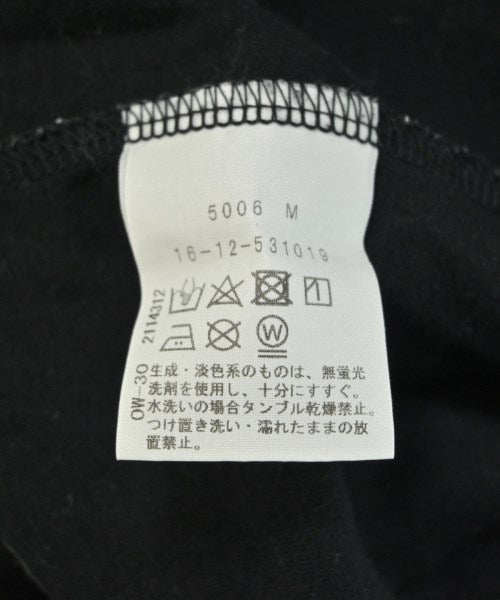 5006 M
16-12-531019
2114312
W
OW-30
生成・淡色系のものは、無蛍光
洗剤を使用し、十分にすすぐ。
水洗いの場合タンブル乾燥禁止。
つけ置き洗い・濡れたままの放
置禁止。